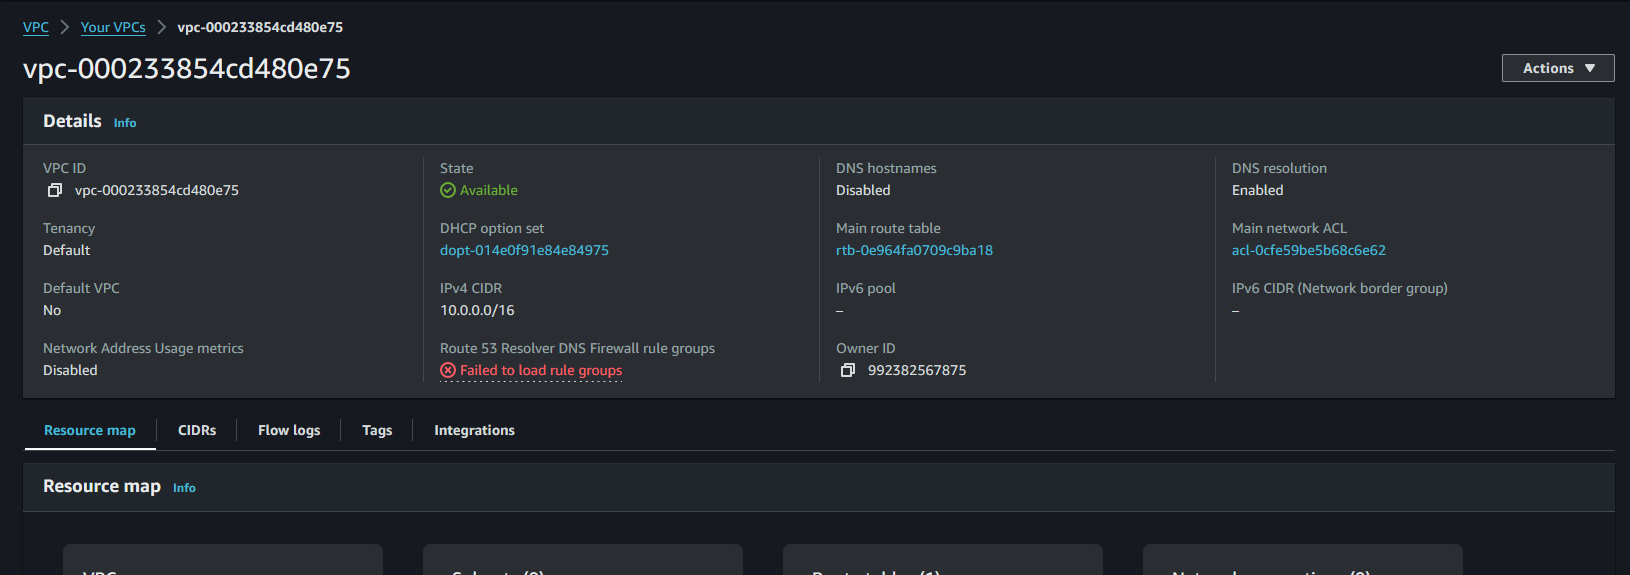 VPC > Your VPCs > vpc-000233854cd480e75
vpc-000233854cd480e75
Actions ▼
Details Info
VPC ID
vpc-000233854cd480e75
State
Available
DNS hostnames
Disabled
DNS resolution
Enabled
Tenancy
Default
DHCP option set
dopt-014e0f91e84e84975
Main route table
rtb-0e964fa0709c9ba18
Main network ACL
acl-0cfe59be5b68c6e62
Default VPC
No
IPv4 CIDR
10.0.0.0/16
IPv6 pool
–
IPv6 CIDR (Network border group)
–
Network Address Usage metrics
Disabled
Route 53 Resolver DNS Firewall rule groups
Failed to load rule groups
Owner ID
992382567875
Resource map
CIDRs
Flow logs
Tags
Integrations
Resource map Info
VPC